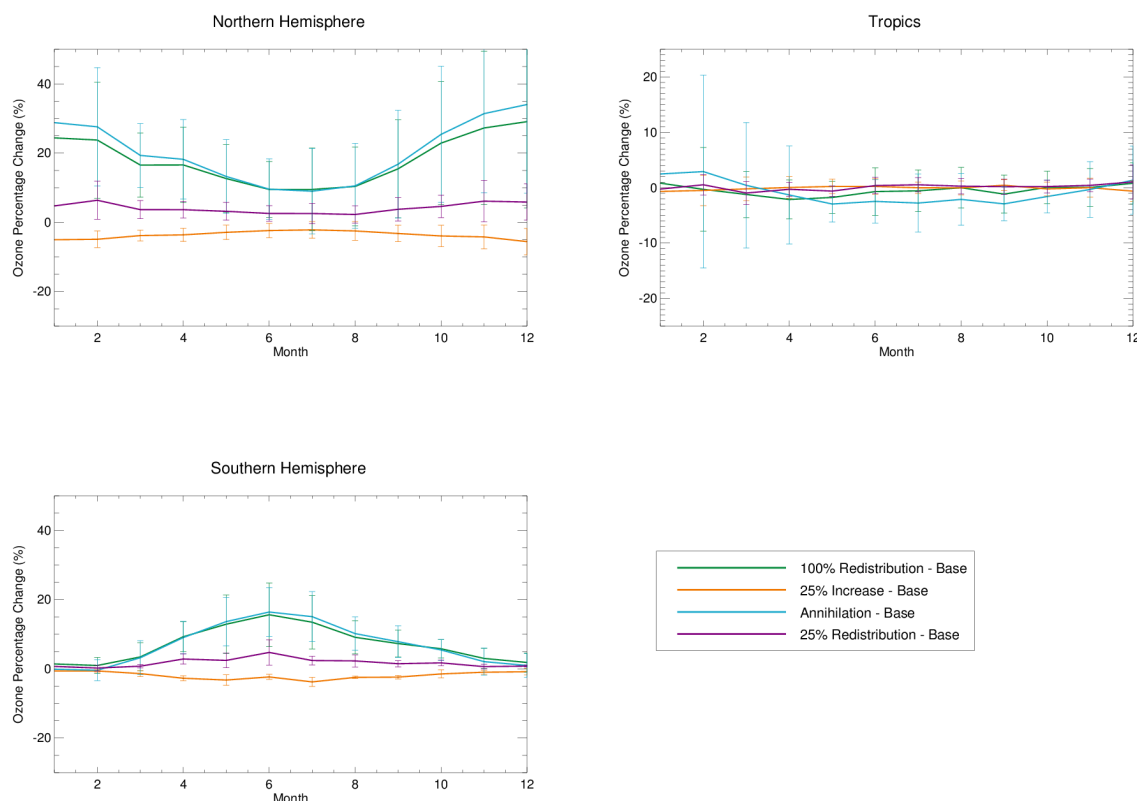 Northern Hemisphere
Ozone Percentage Change (%)
40
20
0
-20
2
4
6
8
10
12
Month
Tropics
Ozone Percentage Change (%)
20
10
0
-10
-20
2
4
6
8
10
12
Month
Southern Hemisphere
Ozone Percentage Change (%)
40
20
0
-20
2
4
6
8
10
12
Month
100% Redistribution - Base
25% Increase - Base
Annihilation - Base
25% Redistribution - Base